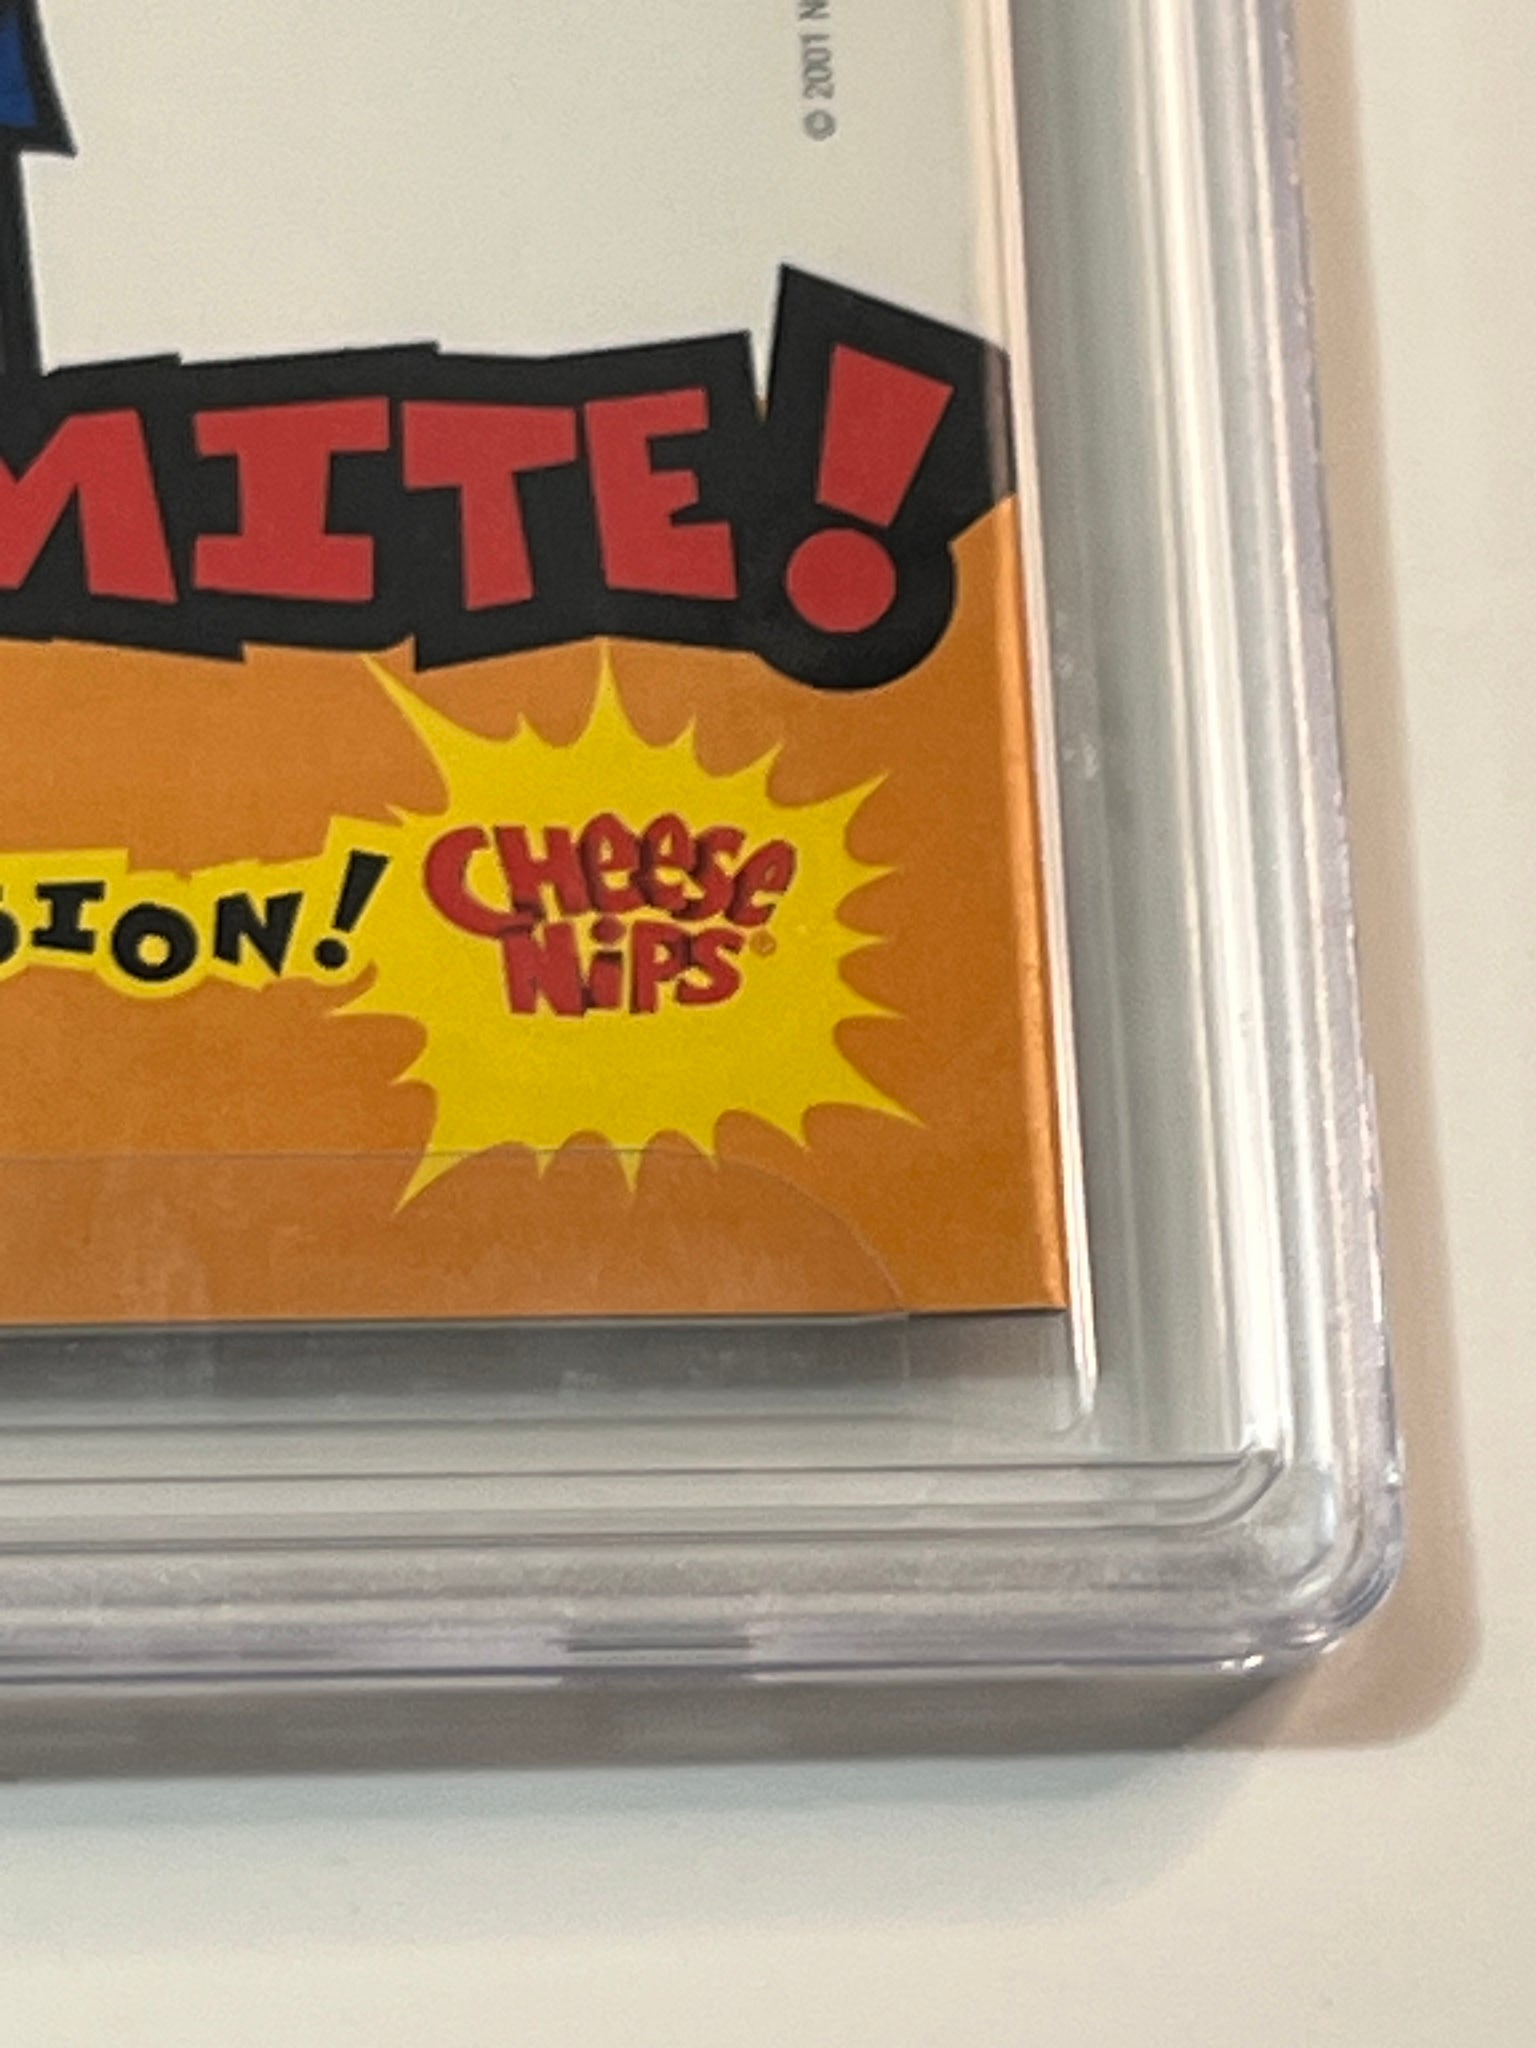 © 2001 N
MITE!
SION!
CHEESE
NIPS®